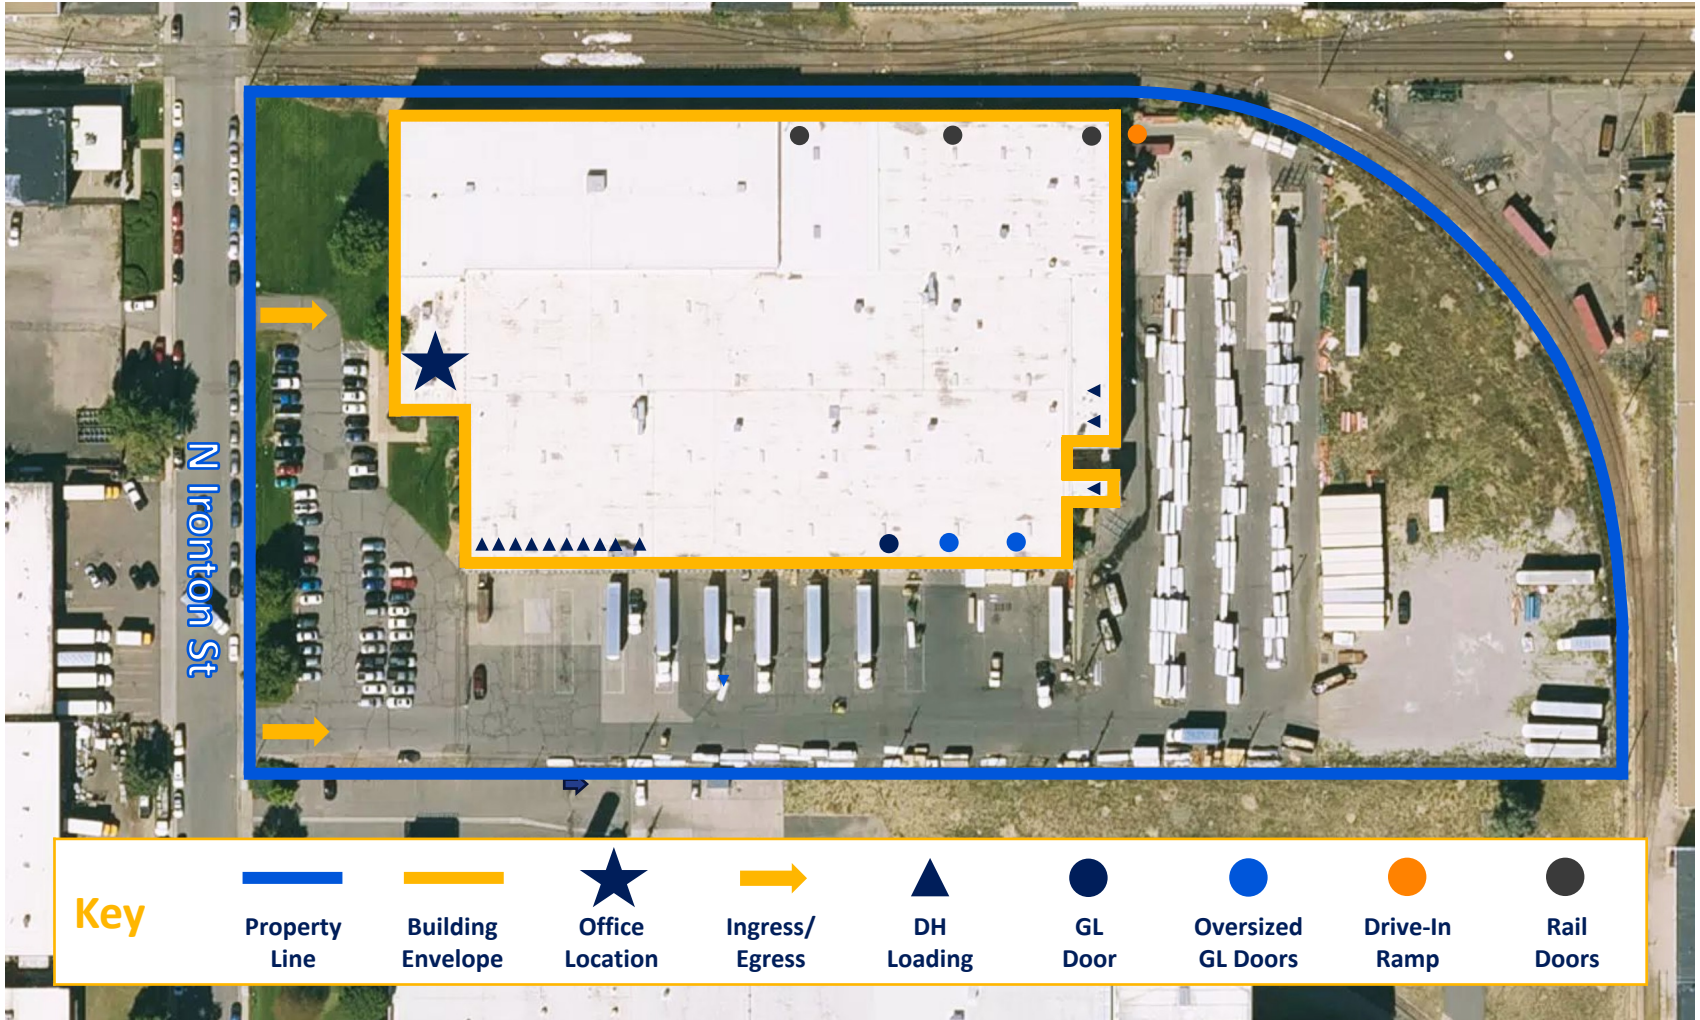 N Ironton St
Key
Property
Line
Building
Envelope
Office
Location
Ingress/
Egress
DH
Loading
GL
Door
Oversized
GL Doors
Drive-In
Ramp
Rail
Doors